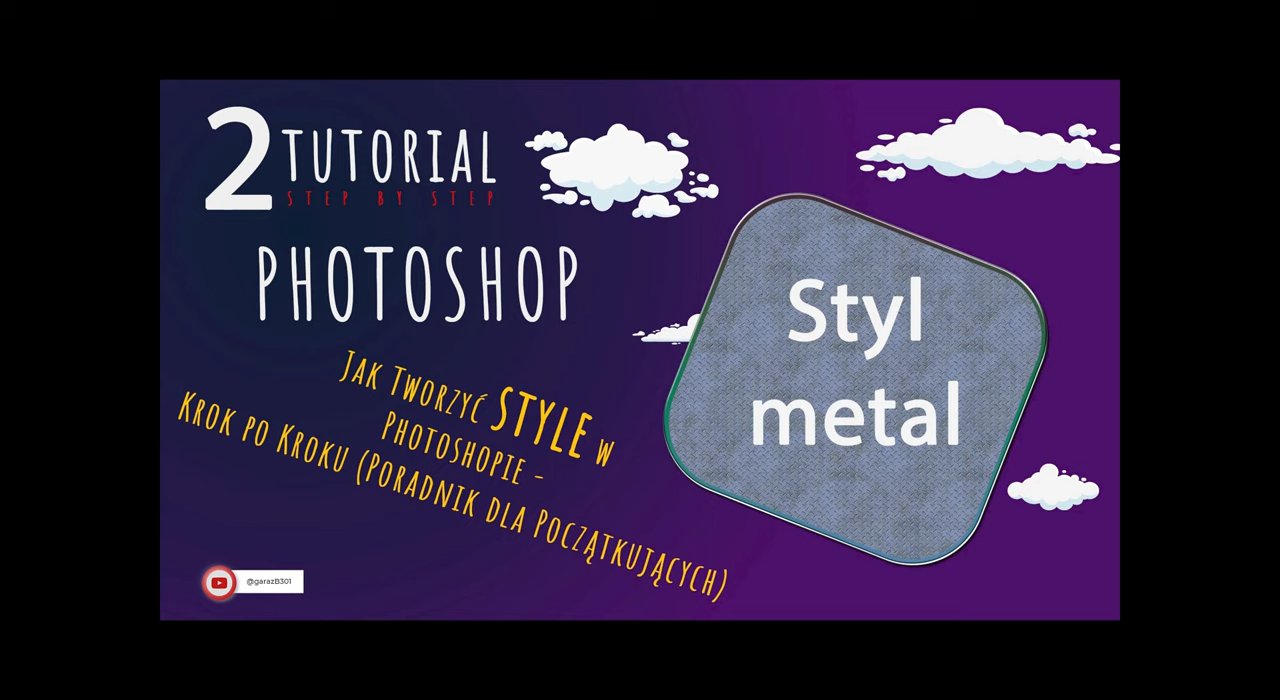 2 TUTORIAL
STEP BY STEP
PHOTOSHOP
Jak Tworzyć STYLE w
Photoshopie -
Krok po Kroku (Poradnik dla Początkujących)
Styl
metal
@garazB301